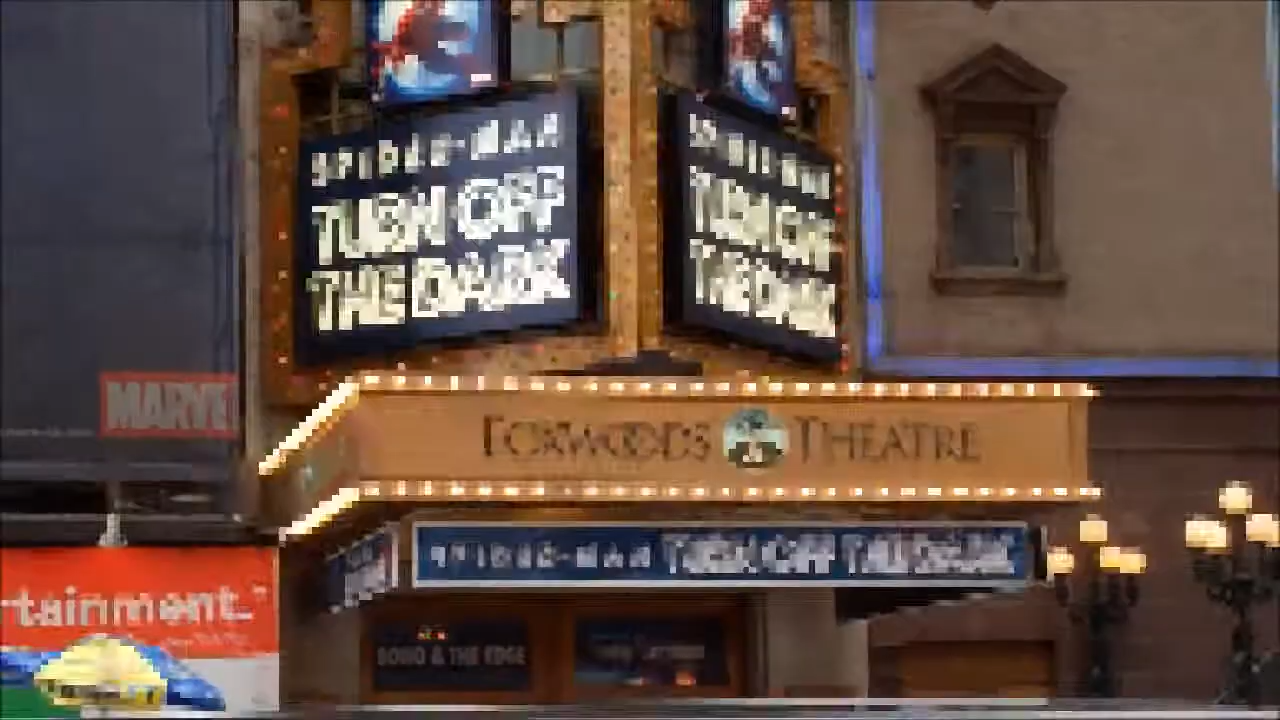 SPIDER-MAN
TURN OFF
THE DARK
SPIDER-MAN
TURN OFF
THE DARK
MARVEL
FOXWOODS THEATRE
SPIDER-MAN TURN OFF THE DARK
rtainment."
BONO & THE EDGE